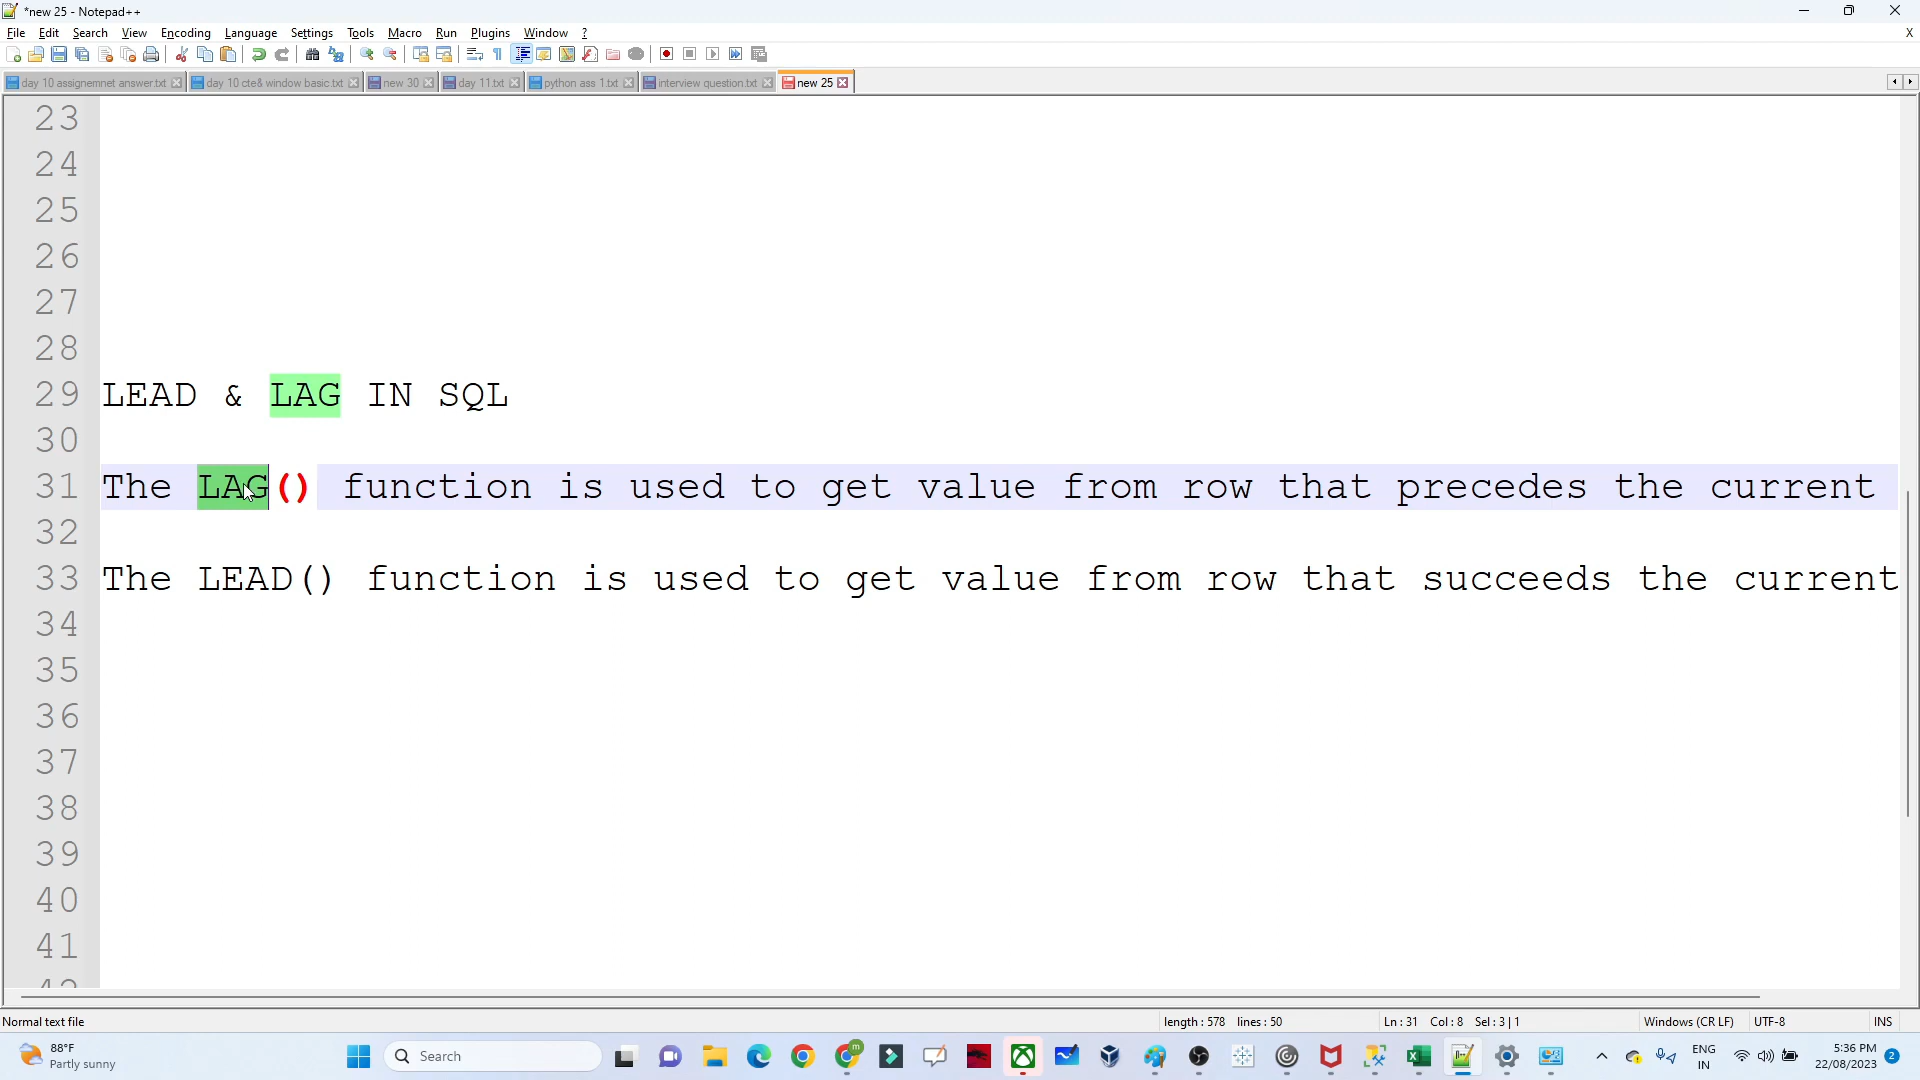 *new 25 - Notepad++
File Edit Search View Encoding Language Settings Tools Macro Run Plugins Window ? X
day 10 assignemnet answer.txt day 10 cte& window basic.txt new 30 day 11.txt python ass 1.txt interview question.txt new 25
23
24
25
26
27
28
29 LEAD & LAG IN SQL
30
31 The LAG() function is used to get value from row that precedes the current
32
33 The LEAD() function is used to get value from row that succeeds the current
34
35
36
37
38
39
40
41
42
Normal text file length : 578 lines : 50 Ln : 31 Col : 8 Sel : 3 | 1 Windows (CR LF) UTF-8 INS
88°F
Partly sunny
Search
ENG
IN
5:36 PM
22/08/2023
2